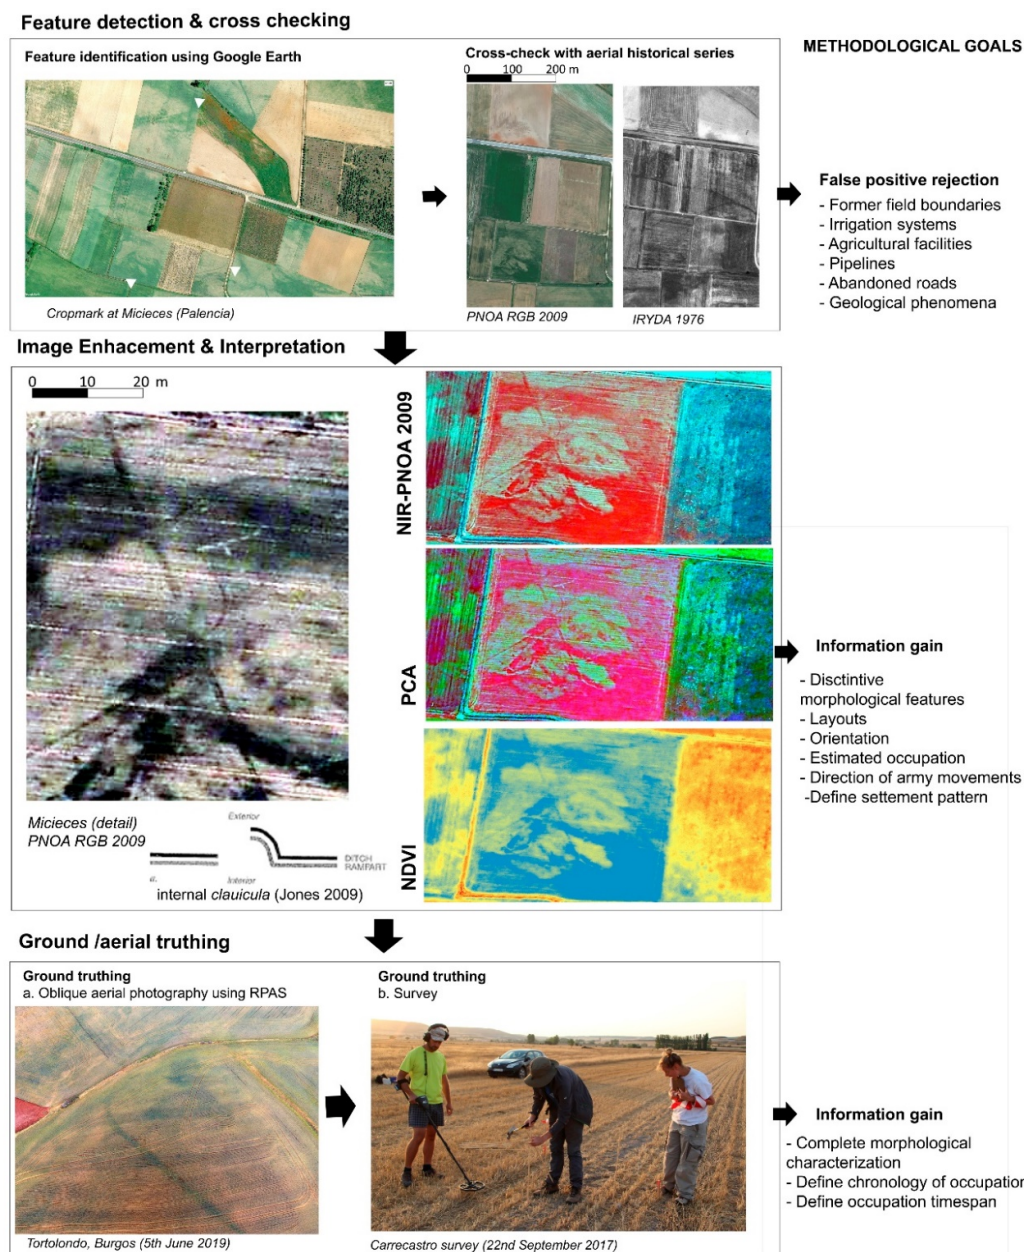 Feature detection & cross checking
Feature identification using Google Earth
Cross-check with aerial historical series
METHODOLOGICAL GOALS
0 100 200 m
Cropmark at Micieces (Palencia)
PNOA RGB 2009
IRYDA 1976
False positive rejection
- Former field boundaries
- Irrigation systems
- Agricultural facilities
- Pipelines
- Abandoned roads
- Geological phenomena
Image Enhacement & Interpretation
0 10 20 m
NIR-PNOA 2009
PCA
NDVI
Micieces (detail)
PNOA RGB 2009
Exterior
DITCH
RAMPART
a.
Interior
internal clauicula (Jones 2009)
Information gain
- Disctintive
morphological features
- Layouts
- Orientation
- Estimated occupation
- Direction of army movements
-Define settement pattern
Ground /aerial truthing
Ground truthing
a. Oblique aerial photography using RPAS
Ground truthing
b. Survey
Tortolondo, Burgos (5th June 2019)
Carrecastro survey (22nd September 2017)
Information gain
- Complete morphological
characterization
- Define chronology of occupation
- Define occupation timespan